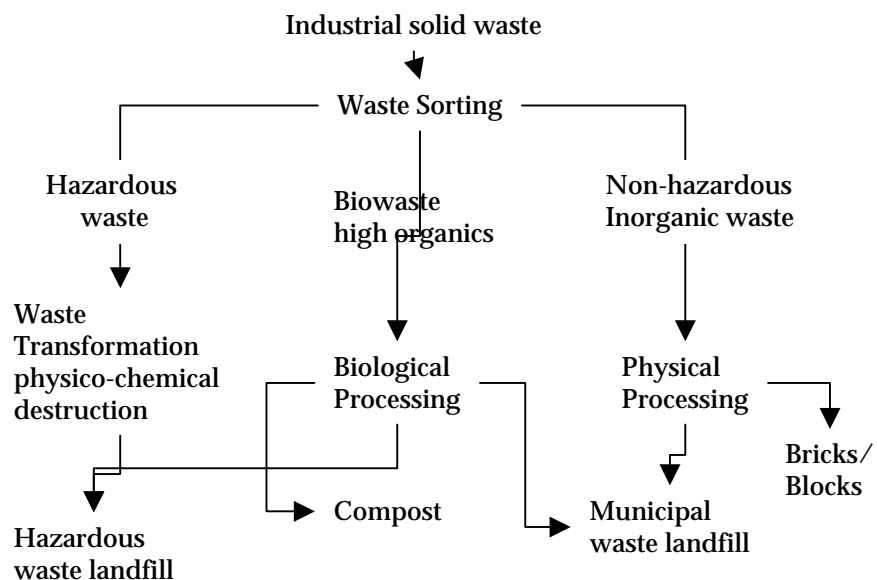 Industrial solid waste
Waste Sorting
Hazardous
waste
Biowaste
high organics
Non-hazardous
Inorganic waste
Waste
Transformation
physico-chemical
destruction
Biological
Processing
Physical
Processing
Bricks/
Blocks
Hazardous
waste landfill
Compost
Municipal
waste landfill